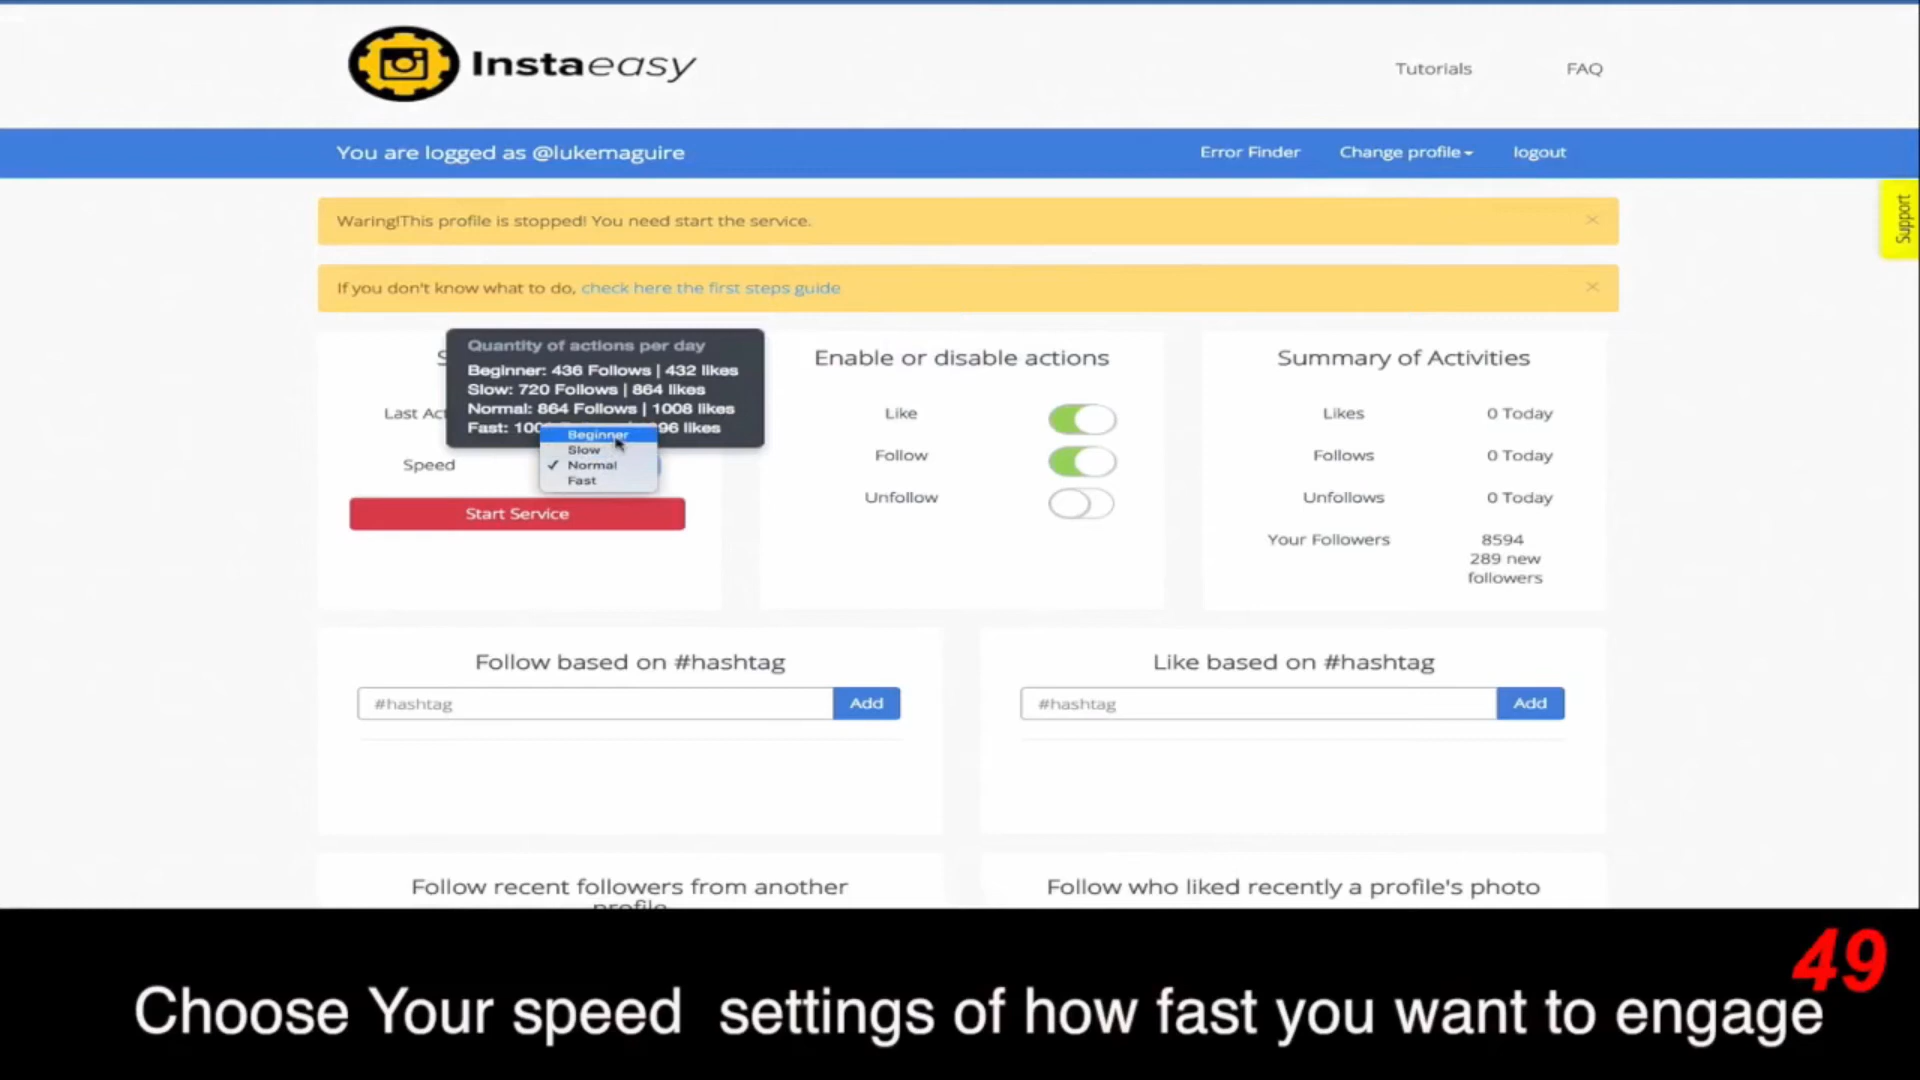 Instaeasy
Tutorials
FAQ
You are logged as @lukemaguire
Error Finder
Change profile
logout
Support
Waring!This profile is stopped! You need start the service.
×
If you don't know what to do, check here the first steps guide
×
Quantity of actions per day
Beginner: 436 Follows | 432 likes
Slow: 720 Follows | 864 likes
Normal: 864 Follows | 1008 likes
Fast: 96 likes
Last
Beginner
Slow
✓ Normal
Fast
Speed
Start Service
Enable or disable actions
Like
Follow
Unfollow
Summary of Activities
Likes 0 Today
Follows 0 Today
Unfollows 0 Today
Your Followers 8594
289 new
followers
Follow based on #hashtag
#hashtag Add
Like based on #hashtag
#hashtag Add
Follow recent followers from another
profile
Follow who liked recently a profile's photo
49
Choose Your speed settings of how fast you want to engage